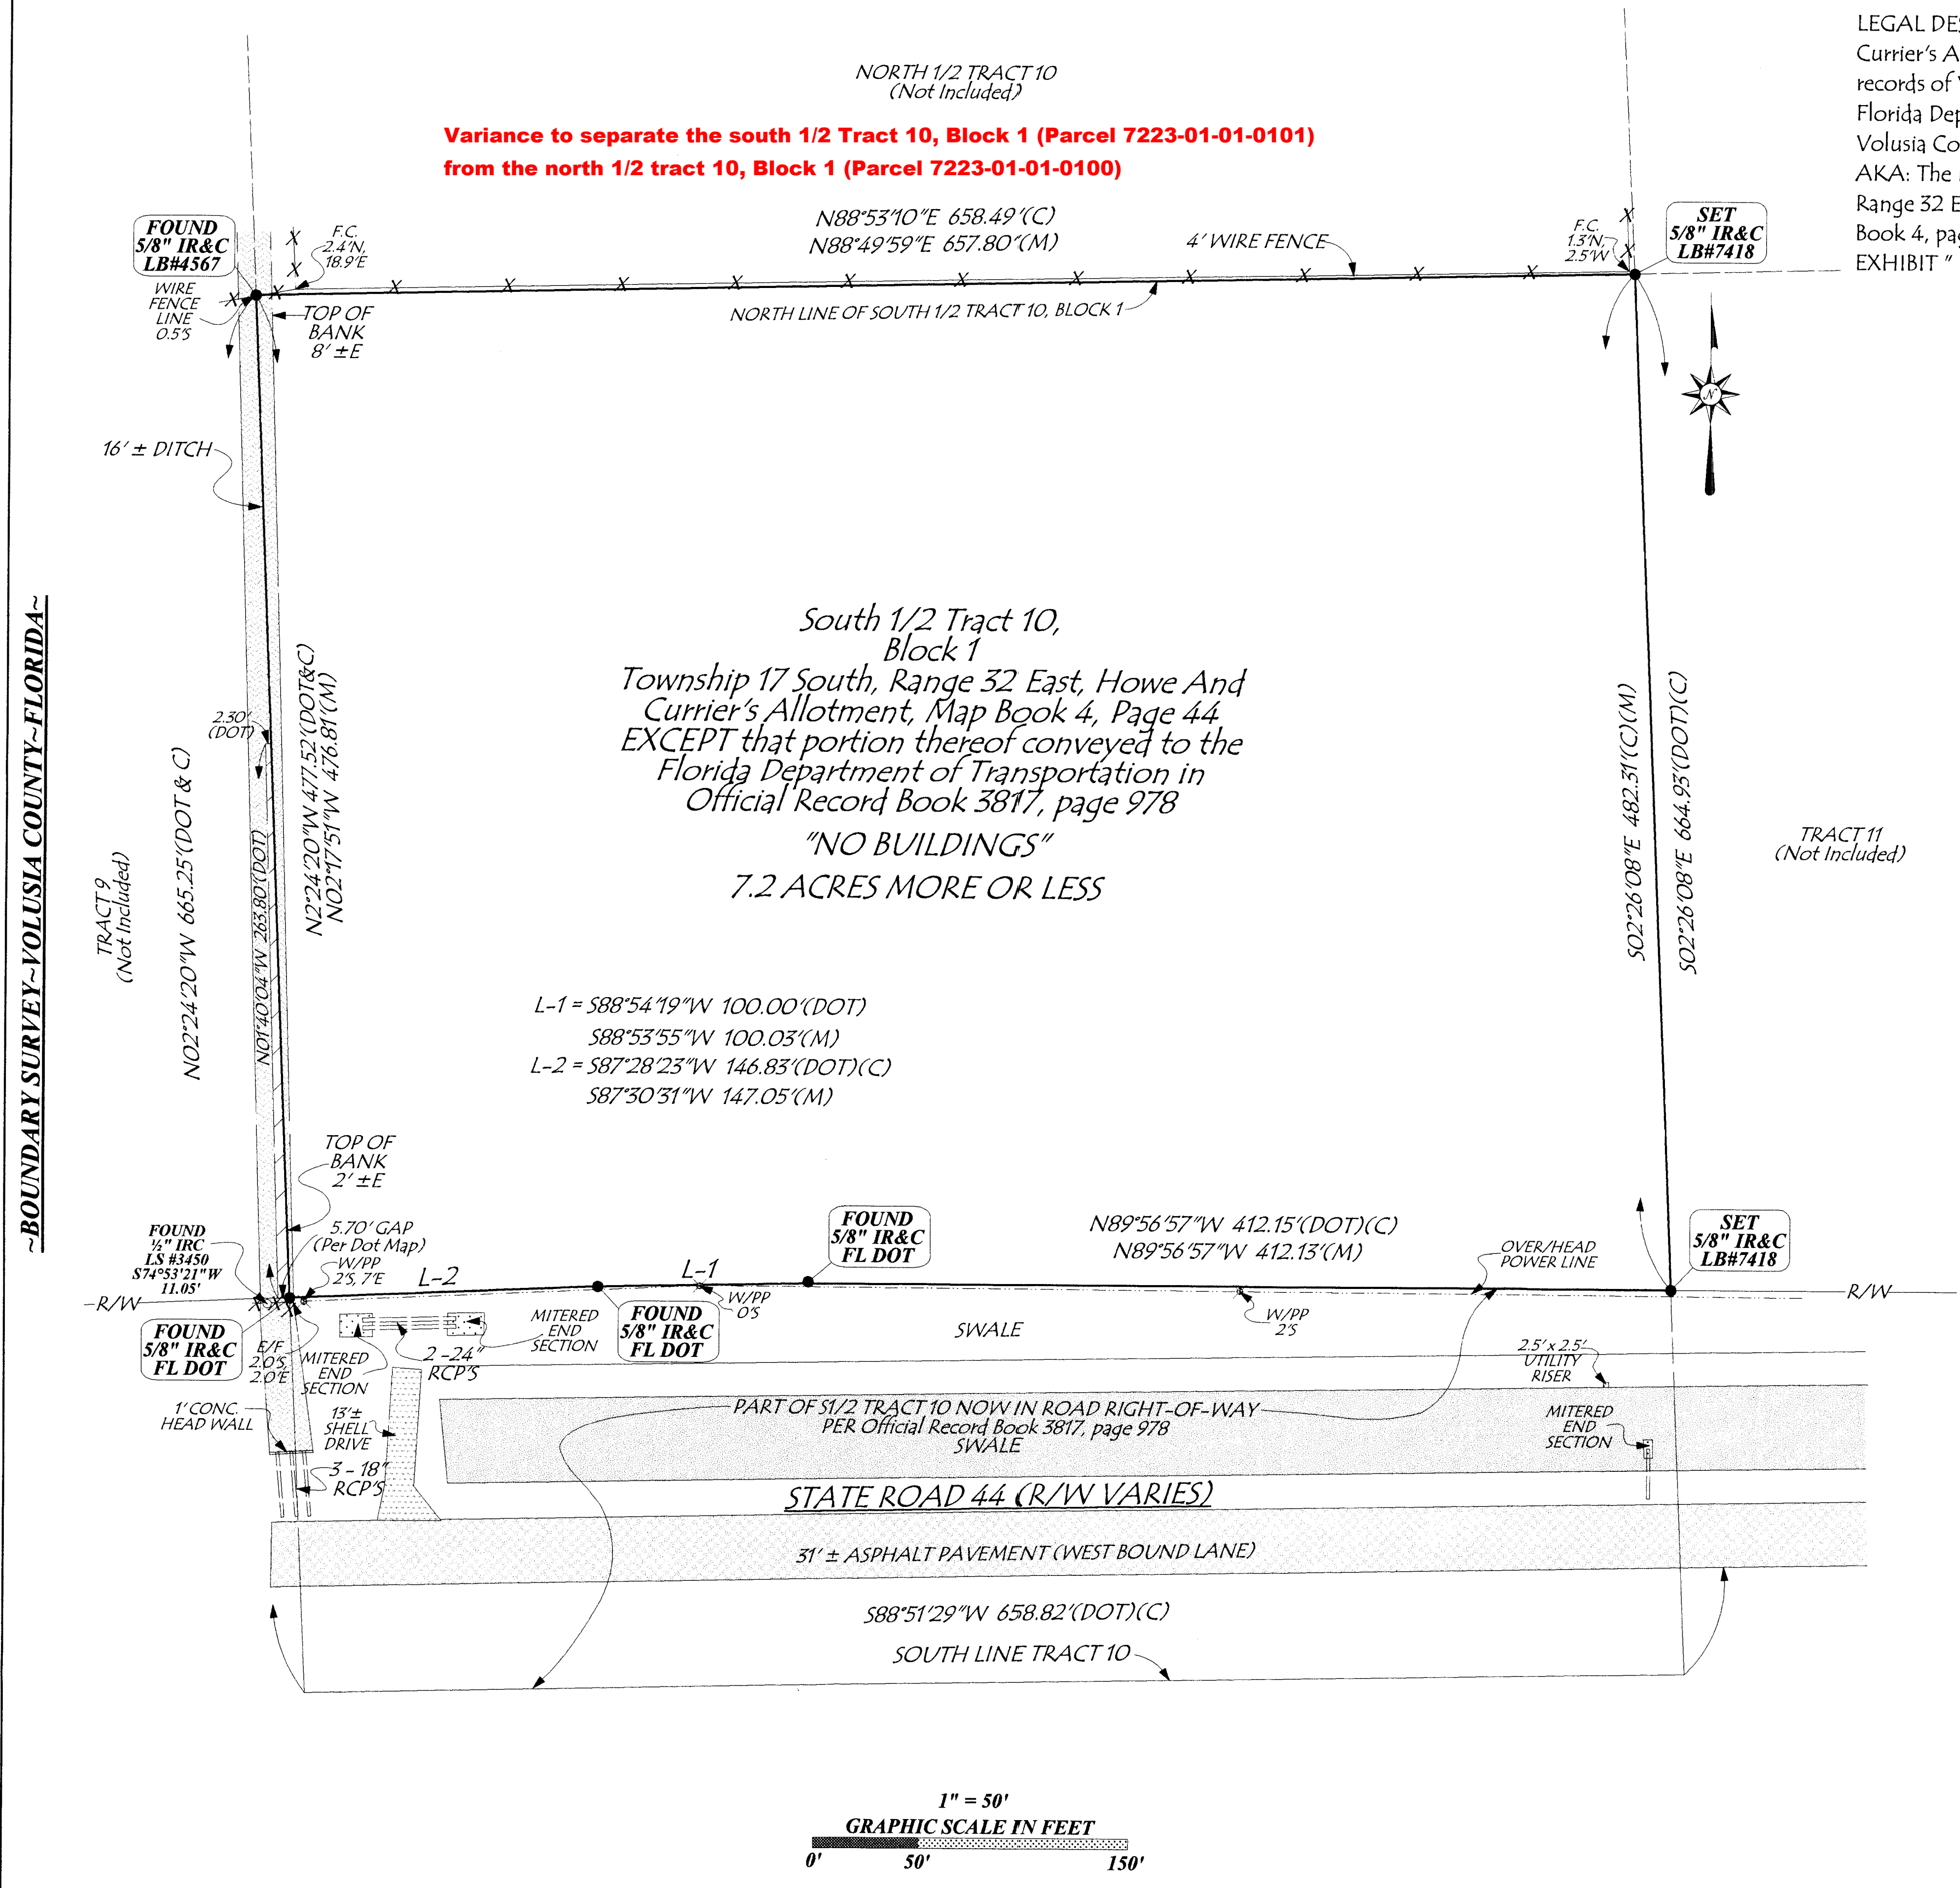 NORTH 1/2 TRACT 10
(Not Included)
Variance to separate the south 1/2 Tract 10, Block 1 (Parcel 7223-01-01-0101)
from the north 1/2 tract 10, Block 1 (Parcel 7223-01-01-0100)
LEGAL DES
Currier's A
records of
Florida Dep
Volusia Co
AKA: The
Range 32 E
Book 4, pag
EXHIBIT "
FOUND
5/8" IR&C
LB#4567
F.C.
2.4'N,
18.9'E
N88°53'10"E 658.49'(C)
N88°49'59"E 657.80'(M)
4' WIRE FENCE
F.C.
1.3'N,
2.5'W
SET
5/8" IR&C
LB#7418
WIRE
FENCE
LINE
0.5'S
TOP OF
BANK
8' ±E
NORTH LINE OF SOUTH 1/2 TRACT 10, BLOCK 1
N
16' ± DITCH
~BOUNDARY SURVEY~VOLUSIA COUNTY~FLORIDA~
TRACT 9
(Not Included)
N02°24'20"W 665.25'(DOT & C)
2.30'
(DOT)
N01°40'04"W 263.80'(DOT)
N2°24'20"W 477.52'(DOT&C)
N02°17'51"W 476.81'(M)
South 1/2 Tract 10,
Block 1
Township 17 South, Range 32 East, Howe And
Currier's Allotment, Map Book 4, Page 44
EXCEPT that portion thereof conveyed to the
Florida Department of Transportation in
Official Record Book 3817, page 978
"NO BUILDINGS"
7.2 ACRES MORE OR LESS
S02°26'08"E 482.31'(C)(M)
S02°26'08"E 664.93'(DOT)(C)
TRACT 11
(Not Included)
L-1 = S88°54'19"W 100.00'(DOT)
S88°53'55"W 100.03'(M)
L-2 = S87°28'23"W 146.83'(DOT)(C)
S87°30'31"W 147.05'(M)
TOP OF
BANK
2' ±E
FOUND
½" IRC
LS #3450
S74°53'21"W
11.05'
5.70' GAP
(Per Dot Map)
W/PP
2'S, 7'E
L-2
L-1
FOUND
5/8" IR&C
FL DOT
N89°56'57"W 412.15'(DOT)(C)
N89°56'57"W 412.13'(M)
OVER/HEAD
POWER LINE
SET
5/8" IR&C
LB#7418
R/W
R/W
FOUND
5/8" IR&C
FL DOT
E/F
2.0'S,
2.0'E
MITERED
END
SECTION
2 -24"
RCP'S
MITERED
END
SECTION
FOUND
5/8" IR&C
FL DOT
W/PP
0'S
SWALE
W/PP
2'S
2.5' x 2.5'
UTILITY
RISER
1' CONC.
HEAD WALL
13'±
SHELL
DRIVE
PART OF S1/2 TRACT 10 NOW IN ROAD RIGHT-OF-WAY
PER Official Record Book 3817, page 978
SWALE
MITERED
END
SECTION
3 - 18"
RCP'S
STATE ROAD 44 (R/W VARIES)
31' ± ASPHALT PAVEMENT (WEST BOUND LANE)
S88°51'29"W 658.82'(DOT)(C)
SOUTH LINE TRACT 10
1" = 50'
GRAPHIC SCALE IN FEET
0' 50' 150'